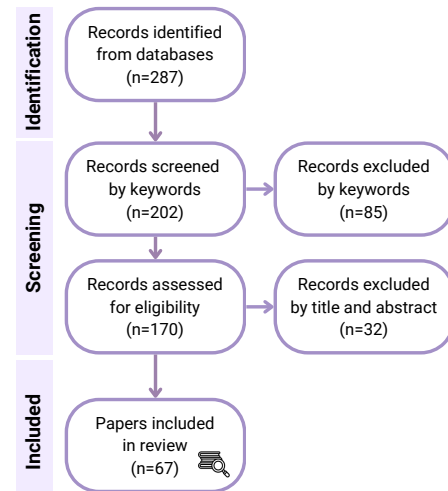 Identification
Records identified
from databases
(n=287)
Screening
Records screened
by keywords
(n=202)
Records excluded
by keywords
(n=85)
Records assessed
for eligibility
(n=170)
Records excluded
by title and abstract
(n=32)
Included
Papers included
in review
(n=67)